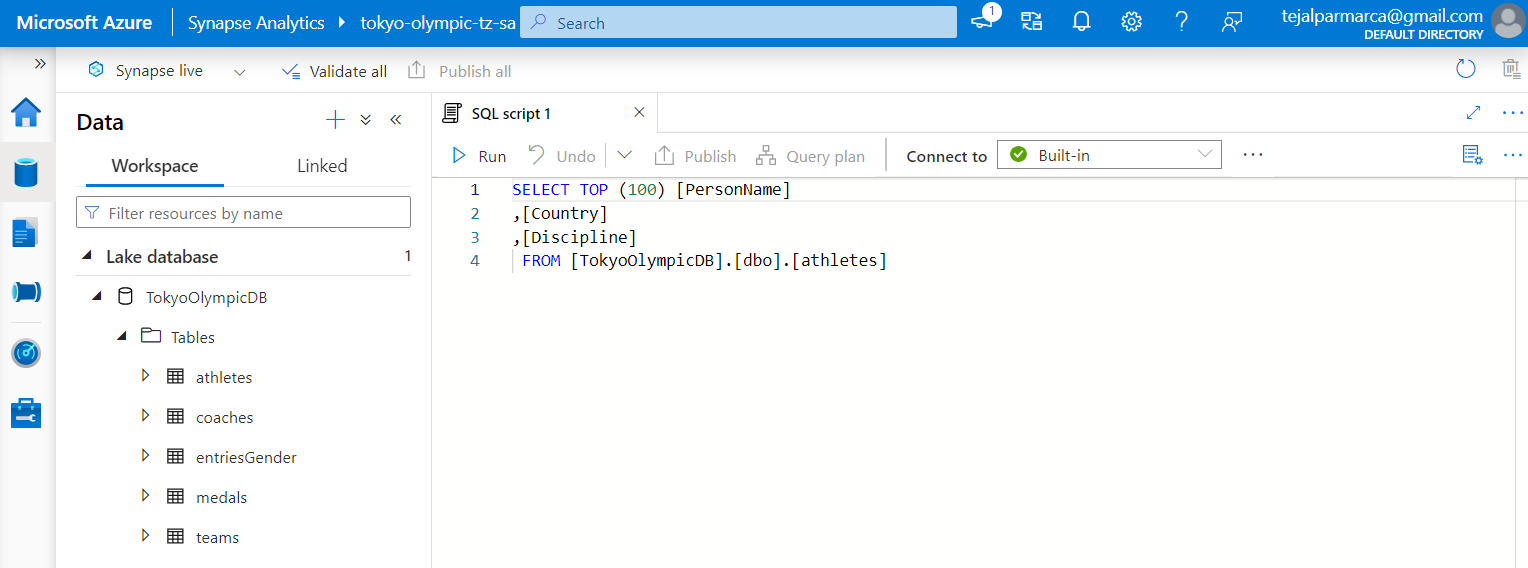 Microsoft Azure
Synapse Analytics
tokyo-olympic-tz-sa
Search
1
tejalparmarca@gmail.com
DEFAULT DIRECTORY
Synapse live
Validate all
Publish all
Data
Workspace
Linked
Filter resources by name
Lake database
1
TokyoOlympicDB
Tables
athletes
coaches
entriesGender
medals
teams
SQL script 1
Run
Undo
Publish
Query plan
Connect to
Built-in
1 SELECT TOP (100) [PersonName]
2 ,[Country]
3 ,[Discipline]
4 FROM [TokyoOlympicDB].[dbo].[athletes]